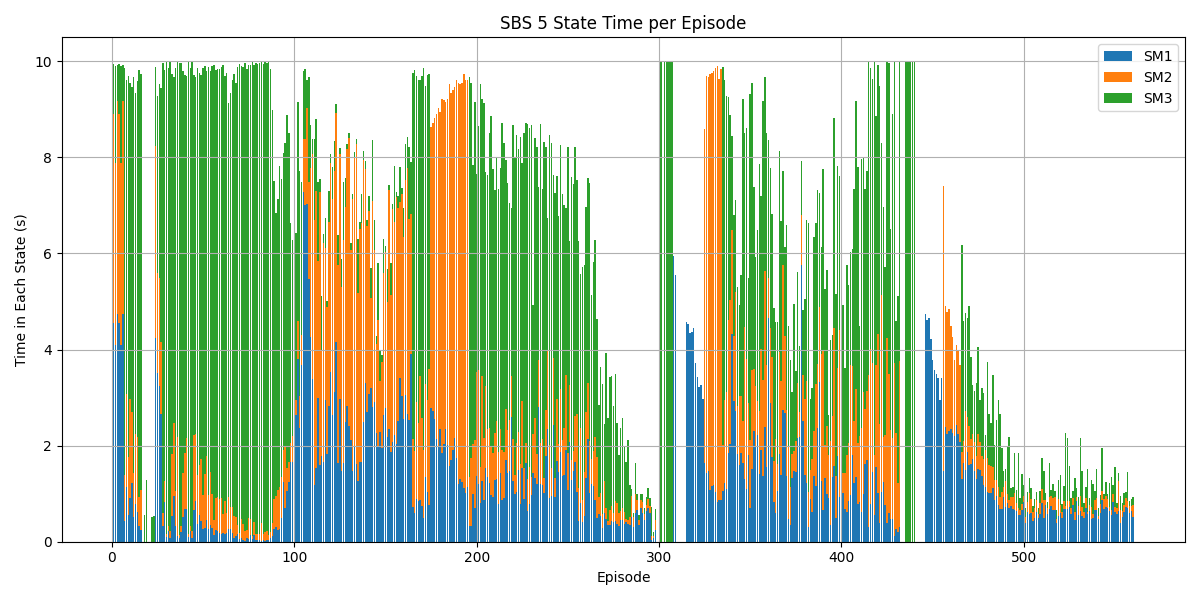 SBS 5 State Time per Episode
SM1
SM2
SM3
Time in Each State (s)
10
8
6
4
2
0
0 100 200 300 400 500
Episode